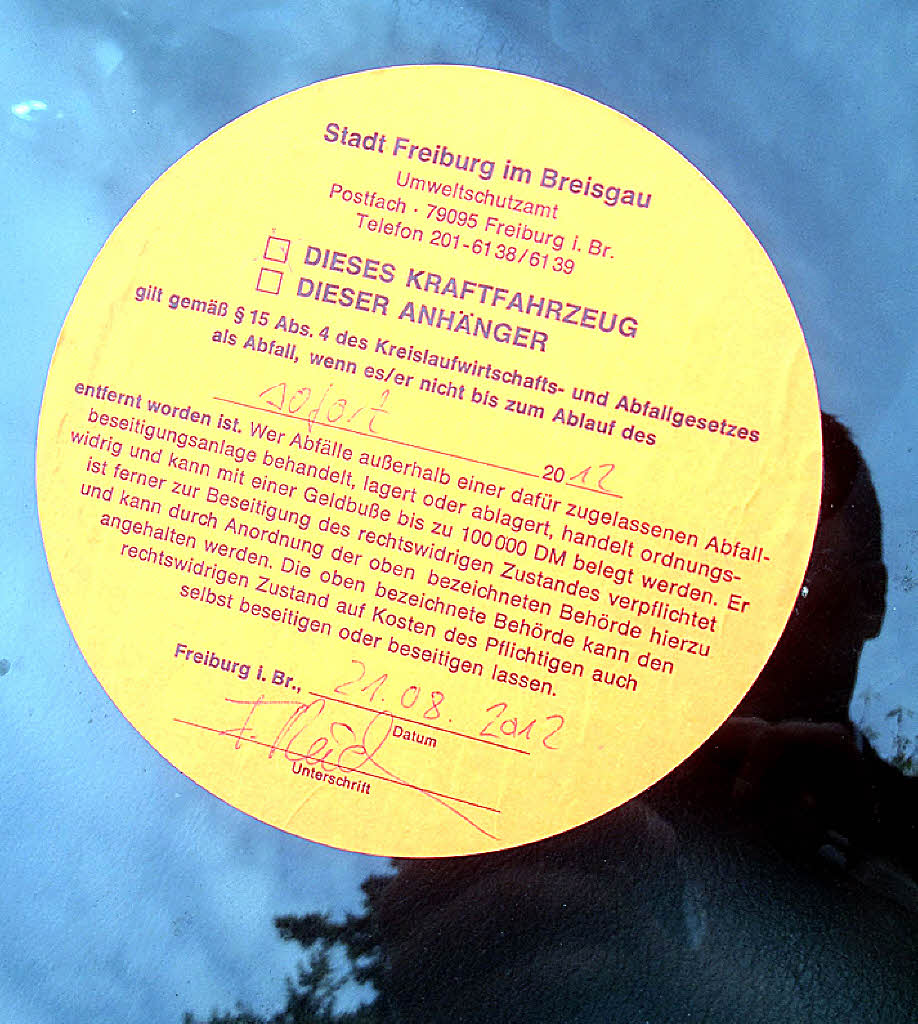 Stadt Freiburg im Breisgau
Umweltschutzamt
Postfach · 79095 Freiburg i. Br.
Telefon 201-6138/6139
☐ DIESES KRAFTFAHRZEUG
☐ DIESER ANHÄNGER
gilt gemäß § 15 Abs. 4 des Kreislaufwirtschafts- und Abfallgesetzes
als Abfall, wenn es/er nicht bis zum Ablauf des
sofort 2012
entfernt worden ist. Wer Abfälle außerhalb einer dafür zugelassenen Abfall-
beseitigungsanlage behandelt, lagert oder ablagert, handelt ordnungs-
widrig und kann mit einer Geldbuße bis zu 100000 DM belegt werden. Er
ist ferner zur Beseitigung des rechtswidrigen Zustandes verpflichtet
und kann durch Anordnung der oben bezeichneten Behörde hierzu
angehalten werden. Die oben bezeichnete Behörde kann den
rechtswidrigen Zustand auf Kosten des Pflichtigen auch
selbst beseitigen oder beseitigen lassen.
Freiburg i. Br., 21.08.2012
Datum
Unterschrift